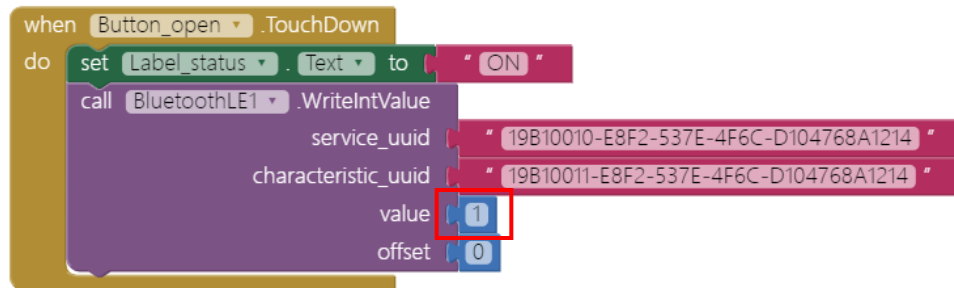 when Button_open .TouchDown
do set Label_status . Text to " ON "
call BluetoothLE1 .WriteIntValue
service_uuid " 19B10010-E8F2-537E-4F6C-D104768A1214 "
characteristic_uuid " 19B10011-E8F2-537E-4F6C-D104768A1214 "
value 1
offset 0